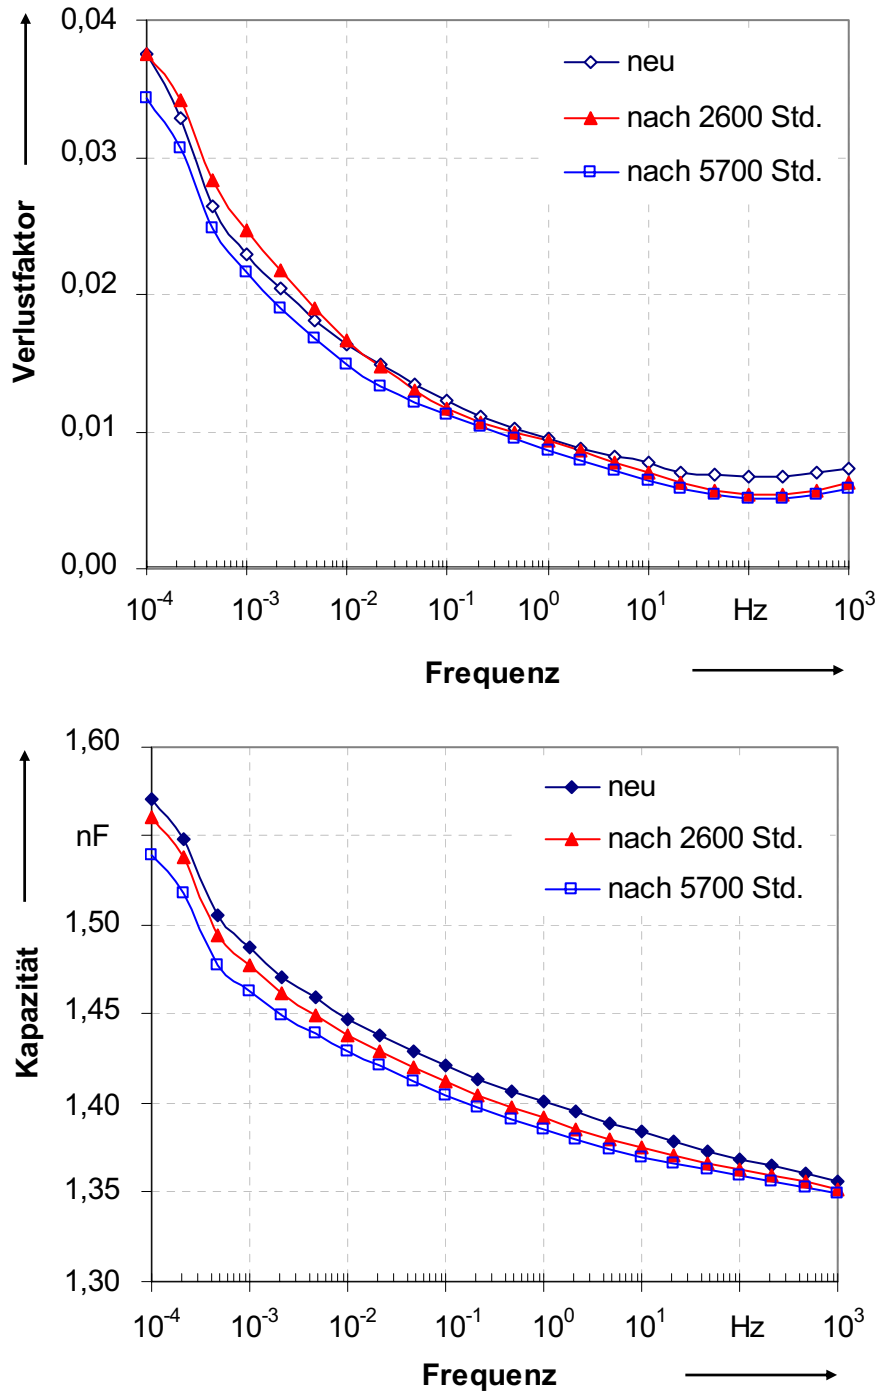 0,04
0,03
0,02
0,01
0,00
Verlustfaktor
neu
nach 2600 Std.
nach 5700 Std.
10⁻⁴ 10⁻³ 10⁻² 10⁻¹ 10⁰ 10¹ Hz 10³
Frequenz
1,60
nF
1,50
1,45
1,40
1,35
1,30
Kapazität
neu
nach 2600 Std.
nach 5700 Std.
10⁻⁴ 10⁻³ 10⁻² 10⁻¹ 10⁰ 10¹ Hz 10³
Frequenz